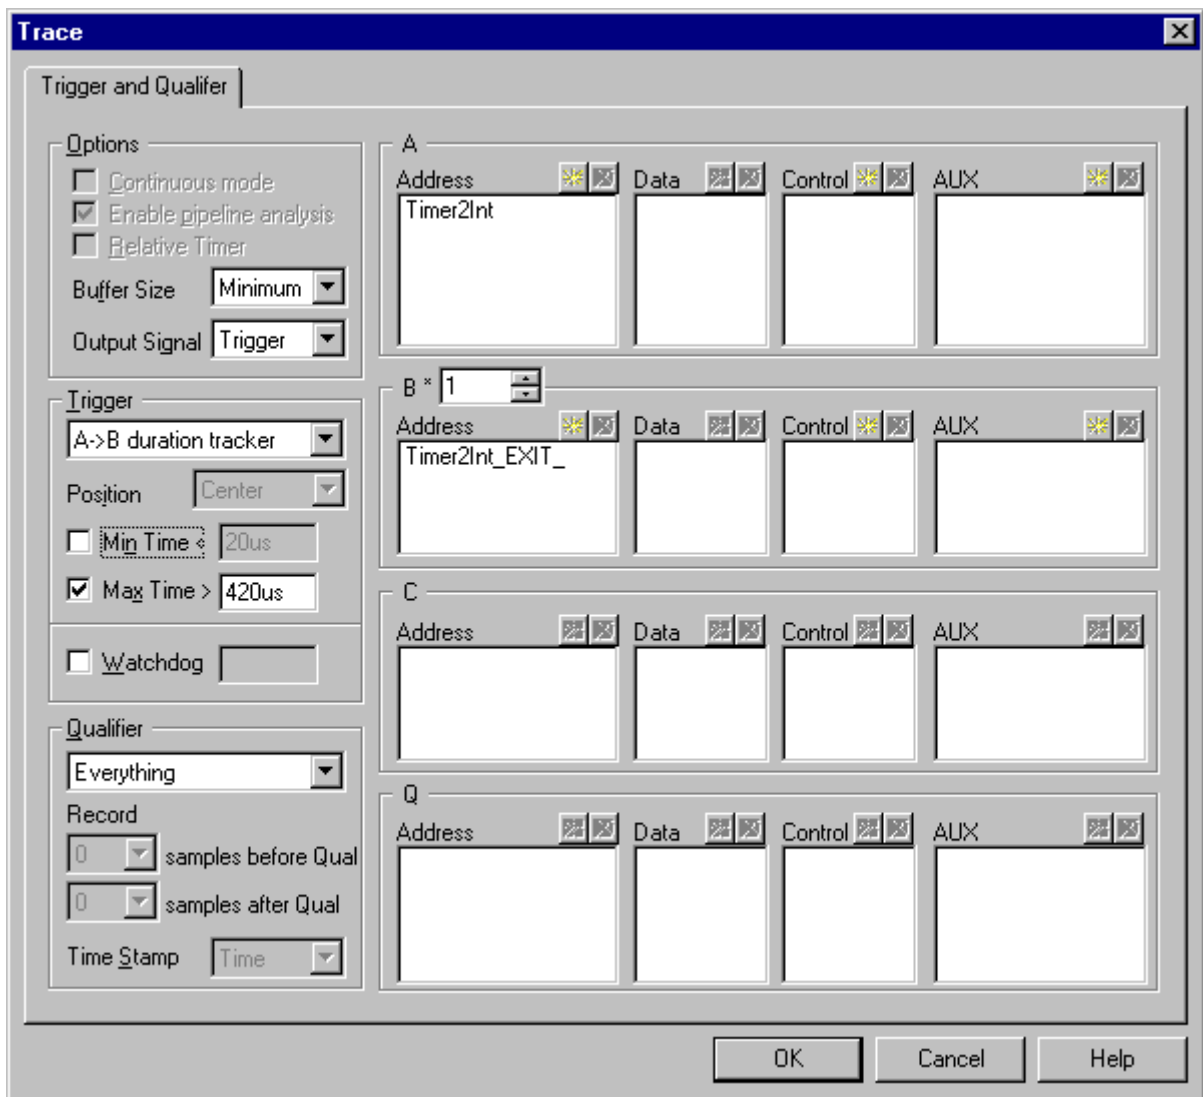 Trace
Trigger and Qualifer
Options
Continuous mode
Enable pipeline analysis
Relative Timer
Buffer Size Minimum
Output Signal Trigger
Trigger
A->B duration tracker
Position Center
Min Time < 20us
Max Time > 420us
Watchdog
Qualifier
Everything
Record
0 samples before Qual
0 samples after Qual
Time Stamp Time
A
Address Data Control AUX
Timer2Int
B * 1
Address Data Control AUX
Timer2Int_EXIT_
C
Address Data Control AUX
Q
Address Data Control AUX
OK Cancel Help